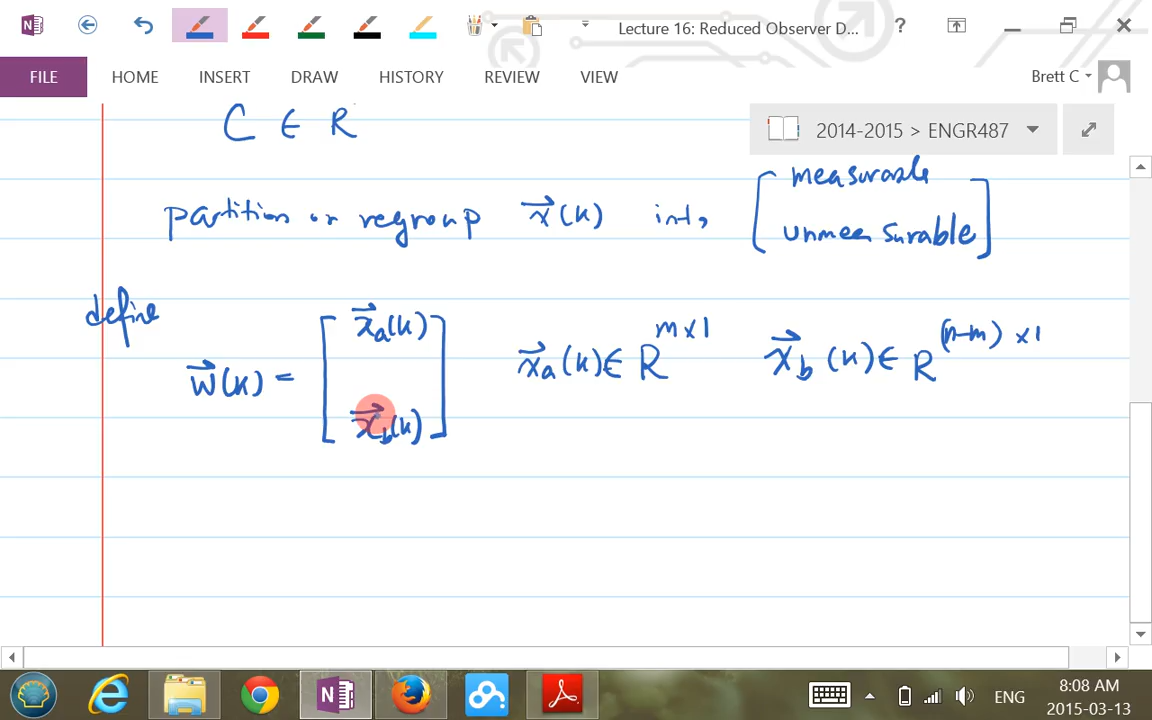 Lecture 16: Reduced Observer D...
?
FILE HOME INSERT DRAW HISTORY REVIEW VIEW
Brett C
2014-2015 > ENGR487
C ∈ R
partition or regroup x⃗(k) into [measurable
unmeasurable]
define
w⃗(k) = [x⃗a(k)
x⃗b(k)] x⃗a(k) ∈ R^{m×1} x⃗b(k) ∈ R^{(n-m)×1}
ENG
8:08 AM
2015-03-13